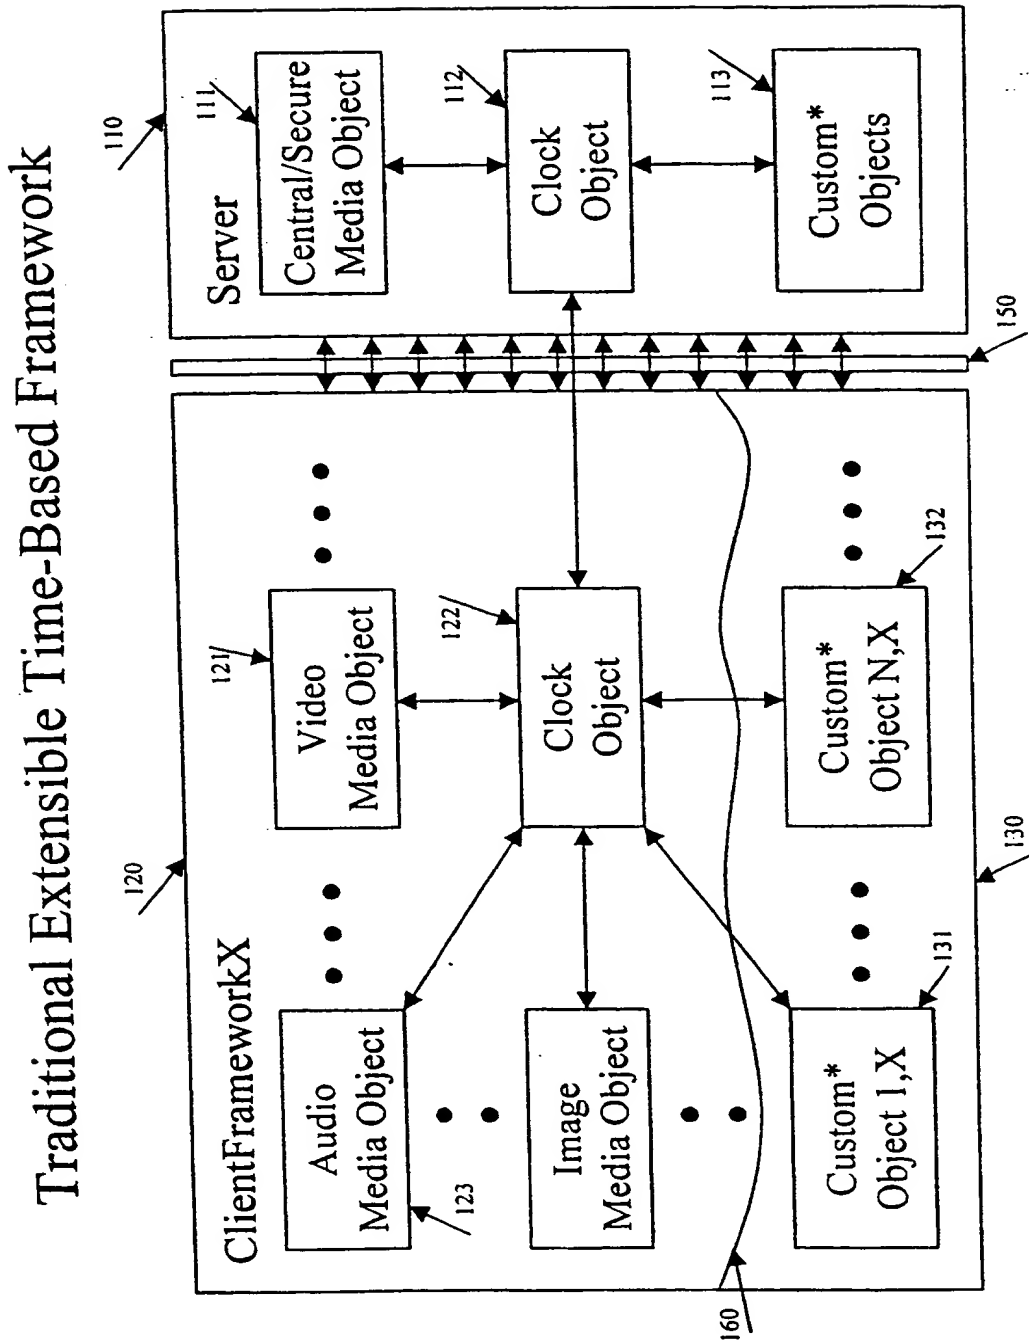 Traditional Extensible Time-Based Framework
120
110
ClientFrameworkX
Server
Audio
Media Object
123
Video
Media Object
121
Central/Secure
Media Object
111
Image
Media Object
Clock
Object
122
Clock
Object
112
Custom*
Object 1,X
131
Custom*
Object N,X
132
Custom*
Objects
113
160
130
150